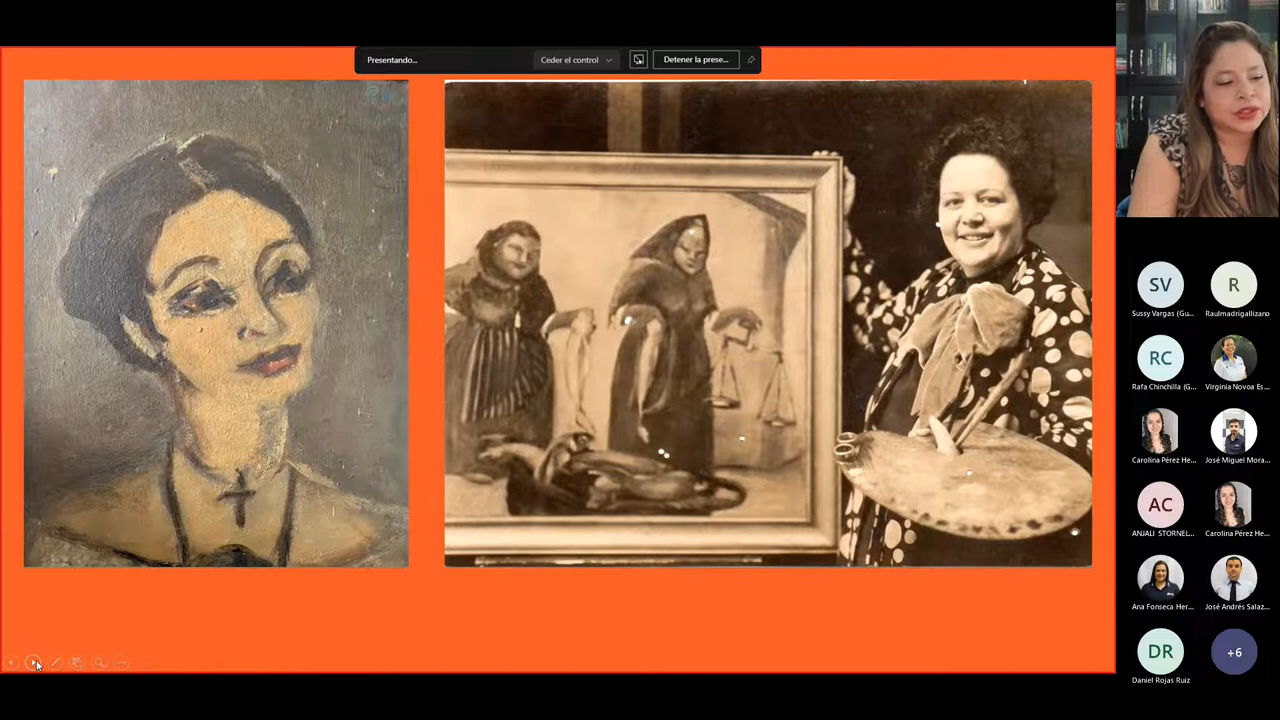 Presentando...
Ceder el control
Detener la prese...
SV
R
Sussy Vargas (Gu...
Raulmadrigallizano
RC
Rafa Chinchilla (G...
Virginia Novoa Es...
Carolina Pérez He...
José Miguel Mora...
AC
ANJALI STORNEL...
Carolina Pérez He...
Ana Fonseca Her...
José Andrés Salaz...
DR
+6
Daniel Rojas Ruiz